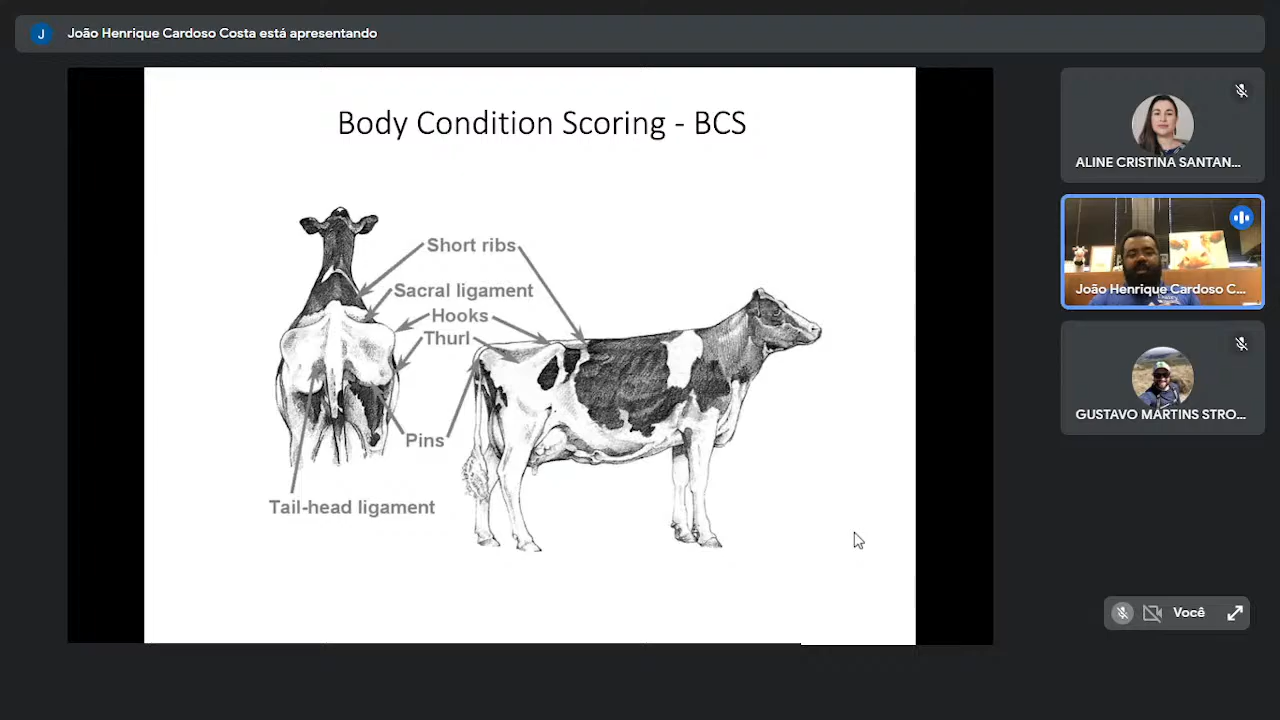 J João Henrique Cardoso Costa está apresentando
Body Condition Scoring - BCS
Short ribs
Sacral ligament
Hooks
Thurl
Pins
Tail-head ligament
ALINE CRISTINA SANTAN...
João Henrique Cardoso C...
GUSTAVO MARTINS STRO...
Você